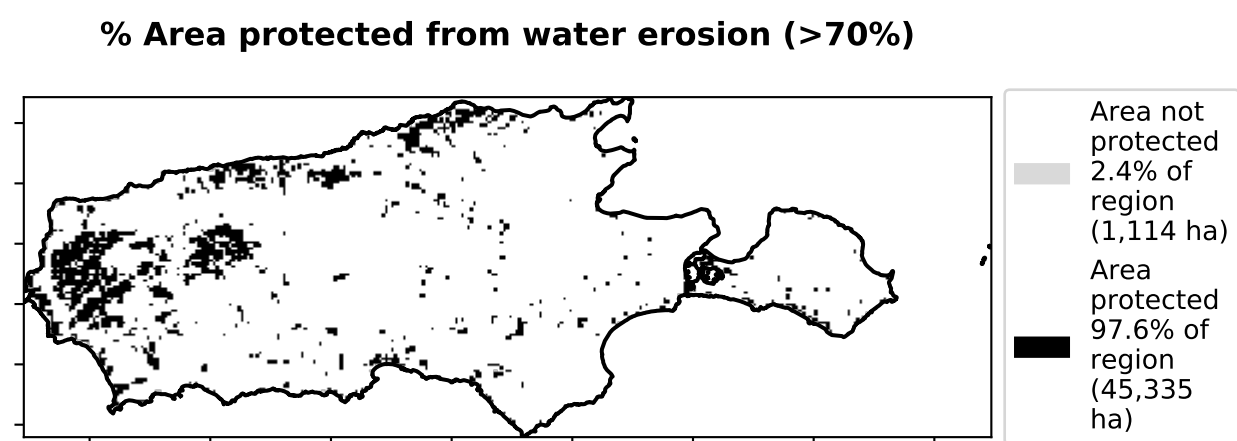 % Area protected from water erosion (>70%)
Area not
protected
2.4% of
region
(1,114 ha)
Area
protected
97.6% of
region
(45,335
ha)